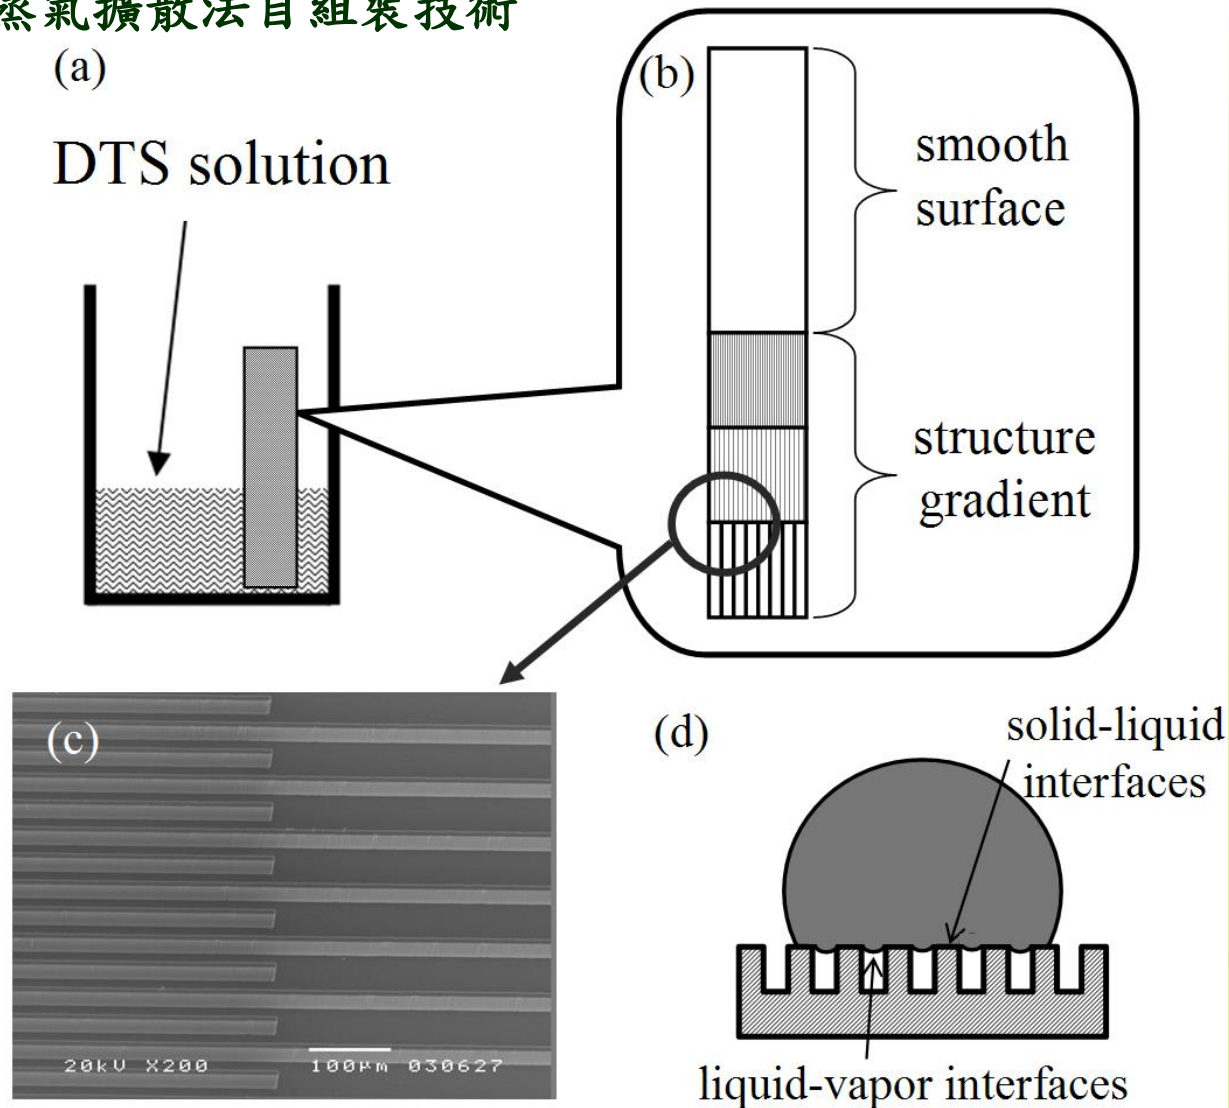 蒸氣擴散法自組裝技術
(a)
DTS solution
(b)
smooth
surface
structure
gradient
(c)
20kV X200 100μm 030627
(d)
solid-liquid
interfaces
liquid-vapor interfaces